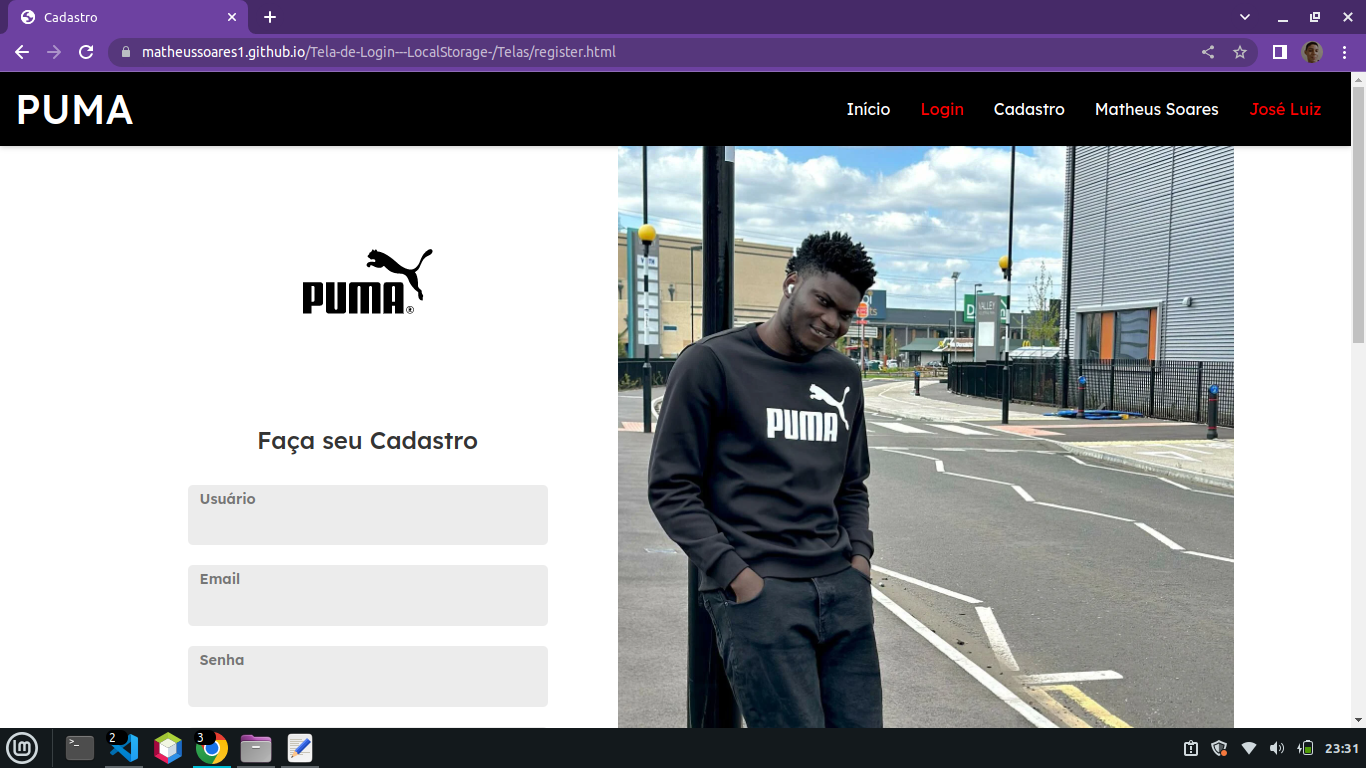 Cadastro
matheussoares1.github.io/Tela-de-Login---LocalStorage-/Telas/register.html
PUMA
Início Login Cadastro Matheus Soares José Luiz
PUMA®
Faça seu Cadastro
Usuário
Email
Senha
PUMA
VALLEY
2
3
23:31